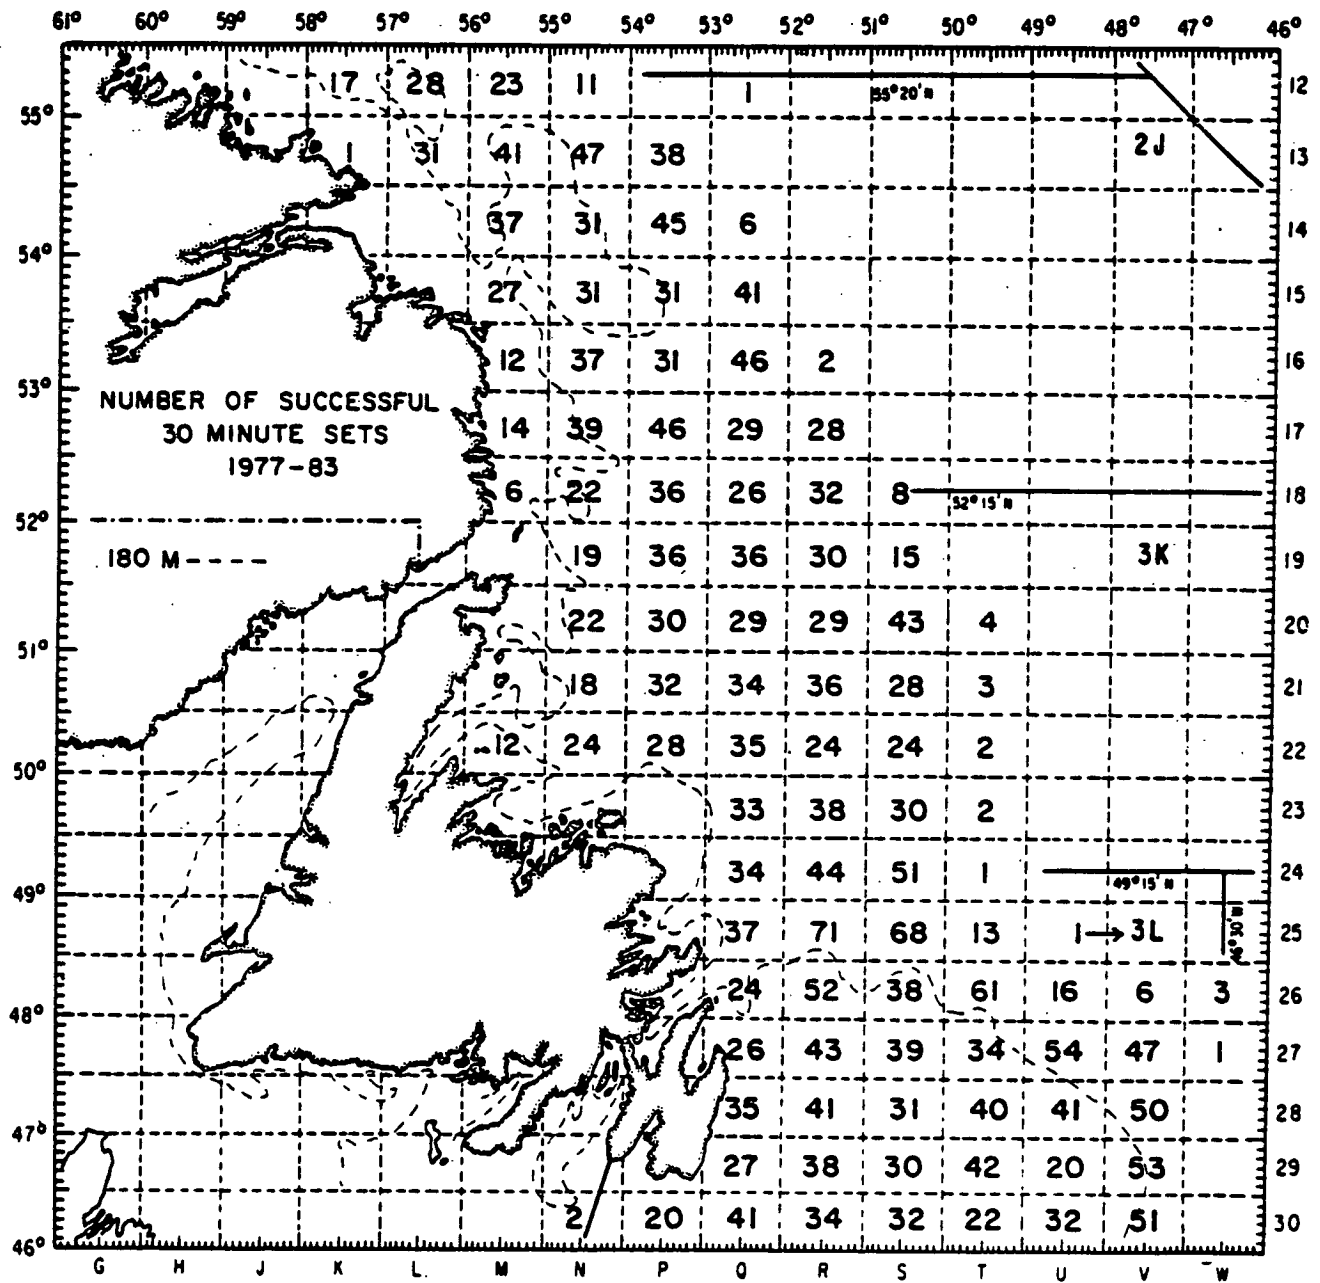 61° 60° 59° 58° 57° 56° 55° 54° 53° 52° 51° 50° 49° 48° 47° 46°
17 28 23 11 1 55°20'N 12
55°
1 31 41 47 38 2J 13
37 31 45 6 14
54°
27 31 31 41 15
12 37 31 46 2 16
53°
NUMBER OF SUCCESSFUL
30 MINUTE SETS
1977-83
14 39 46 29 28 17
6 22 36 26 32 8 52°15'N 18
52°
180 M ----
19 36 36 30 15 3K 19
22 30 29 29 43 4 20
51°
18 32 34 36 28 3 21
12 24 28 35 24 24 2 22
50°
33 38 30 2 23
34 44 51 1 49°15'N 24
49°
37 71 68 13 1→3L 46°30'N 25
24 52 38 61 16 6 3 26
48°
26 43 39 34 54 47 1 27
35 41 31 40 41 50 28
47°
27 38 30 42 20 53 29
2 20 41 34 32 22 32 51 30
46°
G H J K L M N P Q R S T U V W